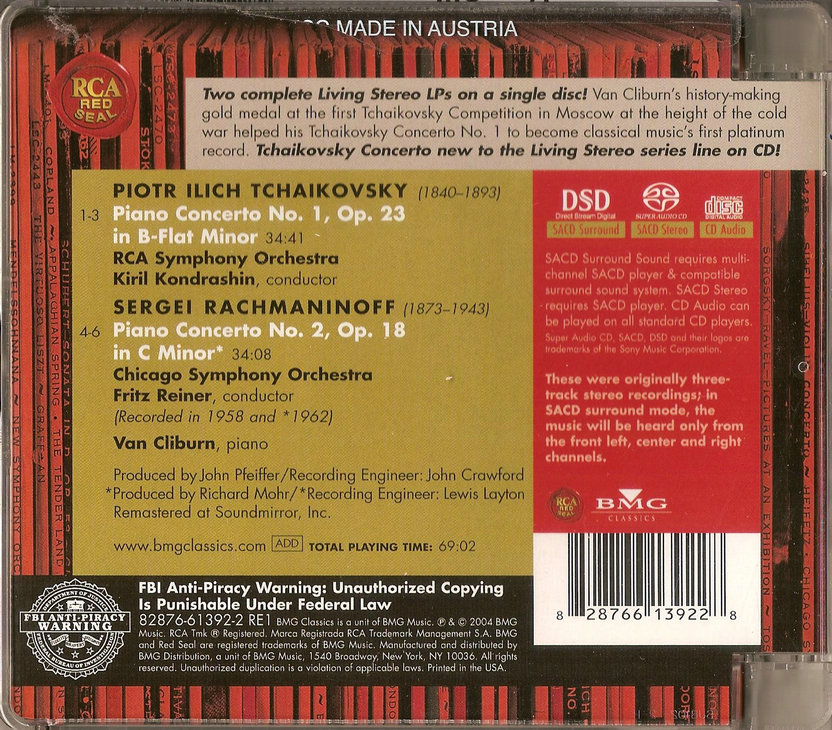 MADE IN AUSTRIA
RCA
RED
SEAL
Two complete Living Stereo LPs on a single disc! Van Cliburn's history-making
gold medal at the first Tchaikovsky Competition in Moscow at the height of the cold
war helped his Tchaikovsky Concerto No. 1 to become classical music's first platinum
record. Tchaikovsky Concerto new to the Living Stereo series line on CD!
PIOTR ILICH TCHAIKOVSKY (1840–1893)
1-3 Piano Concerto No. 1, Op. 23
in B-Flat Minor 34:41
RCA Symphony Orchestra
Kiril Kondrashin, conductor
SERGEI RACHMANINOFF (1873–1943)
4-6 Piano Concerto No. 2, Op. 18
in C Minor* 34:08
Chicago Symphony Orchestra
Fritz Reiner, conductor
(Recorded in 1958 and *1962)
Van Cliburn, piano
Produced by John Pfeiffer/Recording Engineer: John Crawford
*Produced by Richard Mohr/*Recording Engineer: Lewis Layton
Remastered at Soundmirror, Inc.
www.bmgclassics.com ADD TOTAL PLAYING TIME: 69:02
DSD
Direct Stream Digital
SUPER AUDIO CD
COMPACT
disc
DIGITAL AUDIO
SACD Surround SACD Stereo CD Audio
SACD Surround Sound requires multi-
channel SACD player & compatible
surround sound system. SACD Stereo
requires SACD player. CD Audio can
be played on all standard CD players.
Super Audio CD, SACD, DSD and their logos are
trademarks of the Sony Music Corporation.
These were originally three-
track stereo recordings; in
SACD surround mode, the
music will be heard only from
the front left, center and right
channels.
RCA
RED
SEAL
BMG
CLASSICS
8 28766 13922 8
FBI ANTI-PIRACY
WARNING
FBI Anti-Piracy Warning: Unauthorized Copying
Is Punishable Under Federal Law
82876-61392-2 RE1 BMG Classics is a unit of BMG Music. ℗ & © 2004 BMG
Music. RCA Tmk ® Registered. Marca Registrada RCA Trademark Management S.A. BMG
and Red Seal are registered trademarks of BMG Music. Manufactured and distributed by
BMG Distribution, a unit of BMG Music, 1540 Broadway, New York, NY 10036. All rights
reserved. Unauthorized duplication is a violation of applicable laws. Printed in the USA.